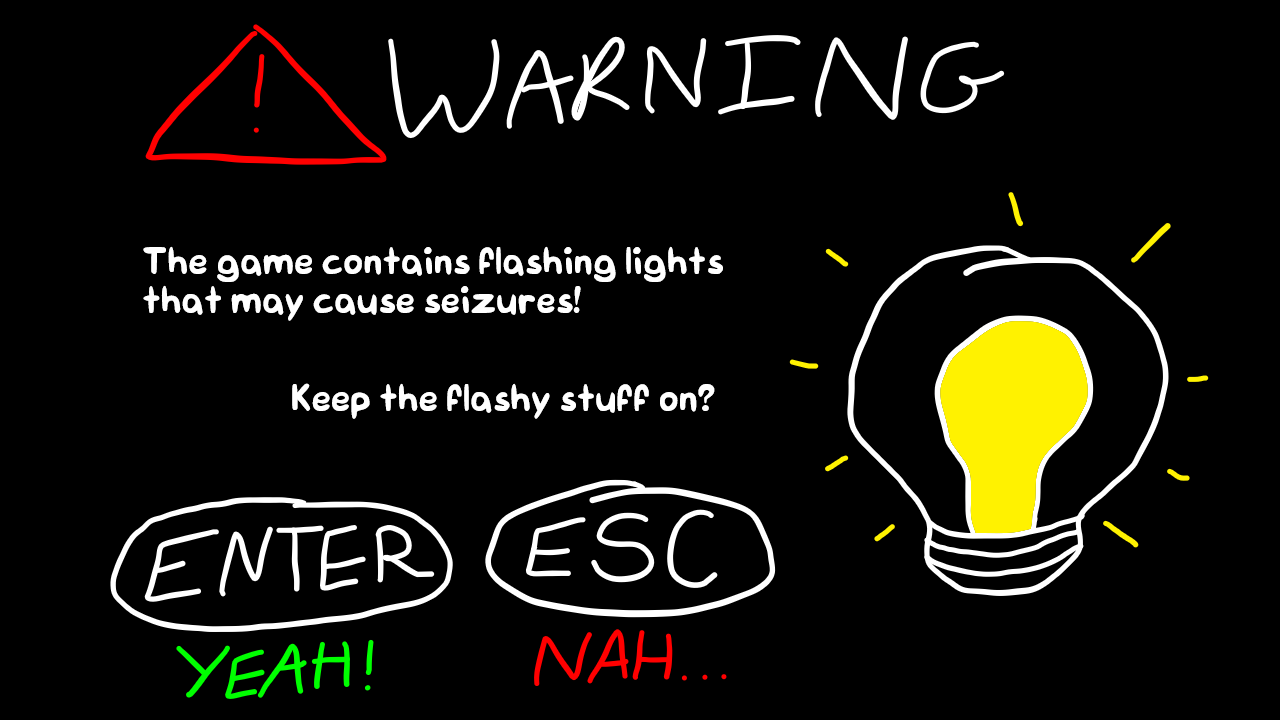 ! WARNING
The game contains flashing lights
that may cause seizures!
Keep the flashy stuff on?
ENTER ESC
YEAH! NAH...